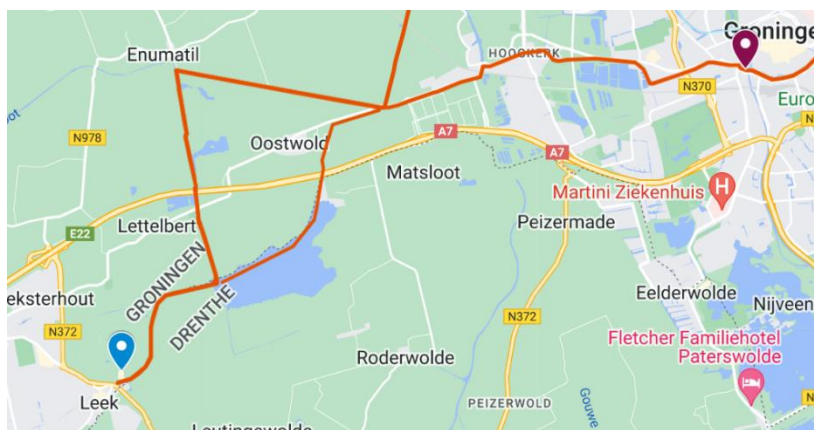 Groninge
Enumatil
HOOGKERK
N370
Euro
N978
A7
Oostwold
A7
Matsloot
Martini Ziekenhuis
H
Lettelbert
Peizermade
E22
GRONINGEN
DRENTHE
eksterhout
Eelderwolde
Nijveen
N372
N372
Fletcher Familiehotel
Paterswolde
Roderwolde
Leek
PEIZERWOLD
Gouwe